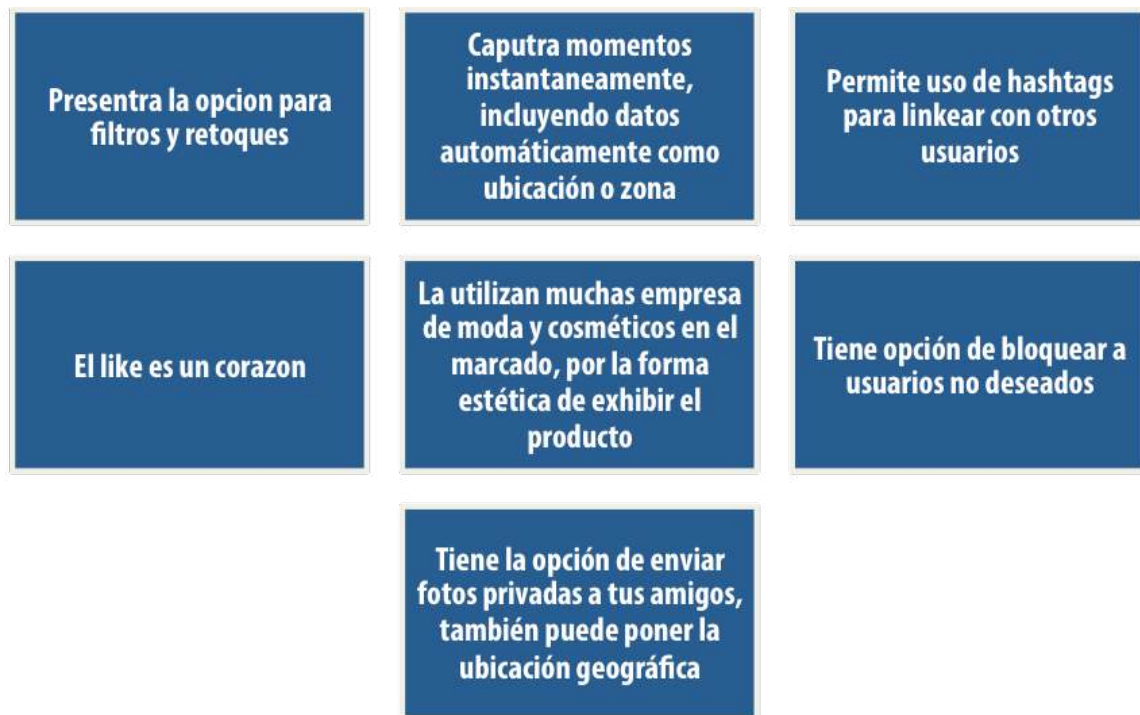 Presentra la opcion para
filtros y retoques
Caputra momentos
instantaneamente,
incluyendo datos
automáticamente como
ubicación o zona
Permite uso de hashtags
para linkear con otros
usuarios
El like es un corazon
La utilizan muchas empresa
de moda y cosméticos en el
marcado, por la forma
estética de exhibir el
producto
Tiene opción de bloquear a
usuarios no deseados
Tiene la opción de enviar
fotos privadas a tus amigos,
también puede poner la
ubicación geográfica